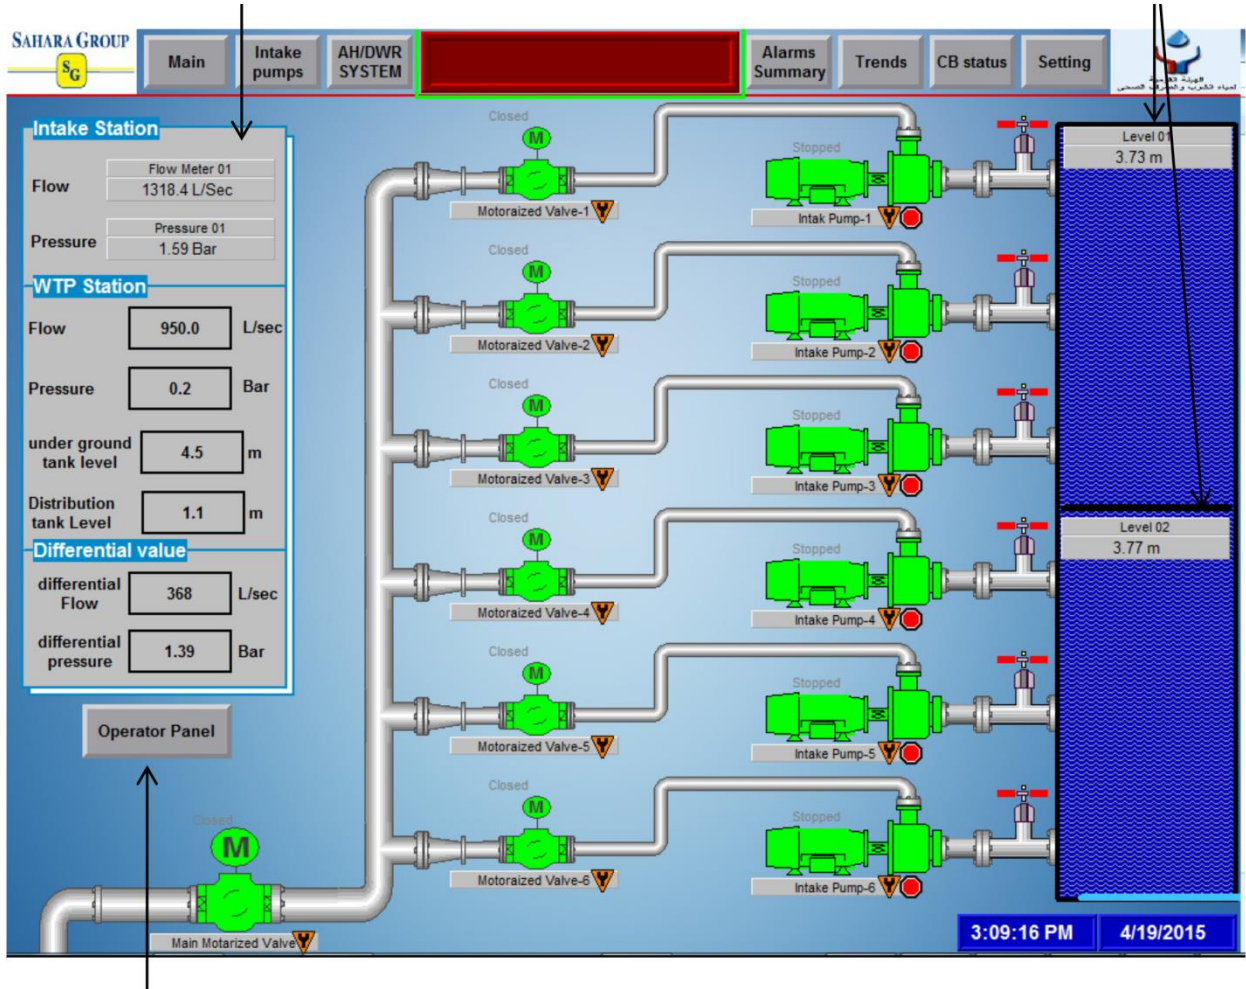 SAHARA GROUP
SG
Main
Intake pumps
AH/DWR SYSTEM
Alarms Summary
Trends
CB status
Setting
لمياه الشرب والصرف الصحى
Intake Station
Flow
Flow Meter 01
1318.4 L/Sec
Pressure
Pressure 01
1.59 Bar
WTP Station
Flow
950.0
L/sec
Pressure
0.2
Bar
under ground tank level
4.5
m
Distribution tank Level
1.1
m
Differential value
differential Flow
368
L/sec
differential pressure
1.39
Bar
Operator Panel
Closed
M
Motoraized Valve-1
Stopped
Intak Pump-1
Closed
M
Motoraized Valve-2
Stopped
Intake Pump-2
Closed
M
Motoraized Valve-3
Stopped
Intake Pump-3
Closed
M
Motoraized Valve-4
Stopped
Intake Pump-4
Closed
M
Motoraized Valve-5
Stopped
Intake Pump-5
Closed
M
Motoraized Valve-6
Stopped
Intake Pump-6
Closed
M
Main Motarized Valve
Level 01
3.73 m
Level 02
3.77 m
3:09:16 PM
4/19/2015